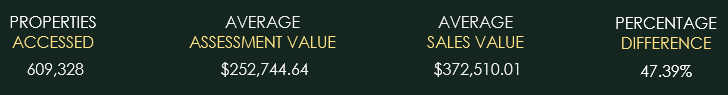 PROPERTIES
ACCESSED
609,328
AVERAGE
ASSESSMENT VALUE
$252,744.64
AVERAGE
SALES VALUE
$372,510.01
PERCENTAGE
DIFFERENCE
47.39%